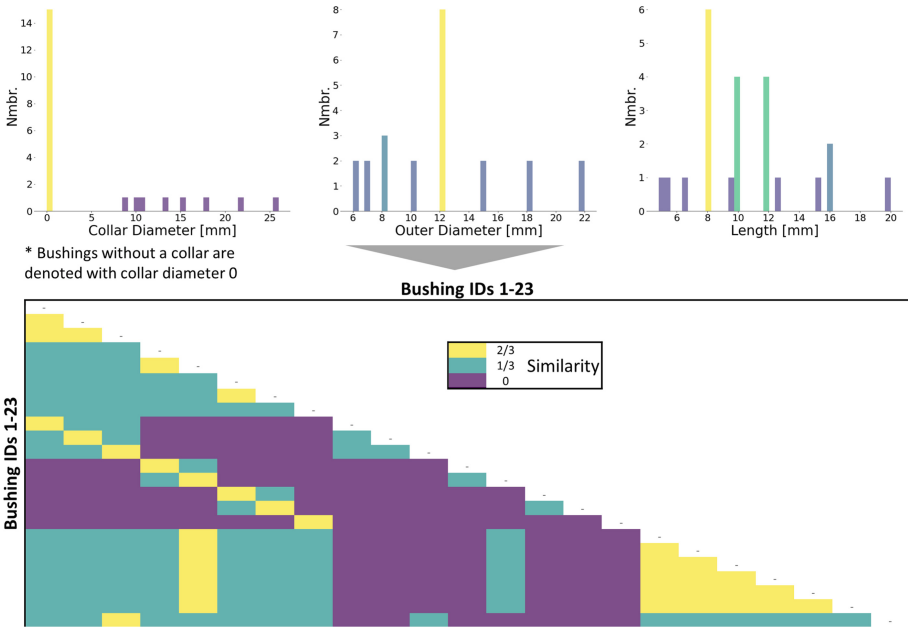 14
12
10
8
6
4
2
0
Nmbr.
0 5 10 15 20 25
Collar Diameter [mm]
8
7
6
5
4
3
2
1
0
Nmbr.
6 8 10 12 14 16 18 20 22
Outer Diameter [mm]
6
5
4
3
2
1
0
Nmbr.
6 8 10 12 14 16 18 20
Length [mm]
* Bushings without a collar are
denoted with collar diameter 0
Bushing IDs 1-23
Bushing IDs 1-23
2/3
1/3 Similarity
0